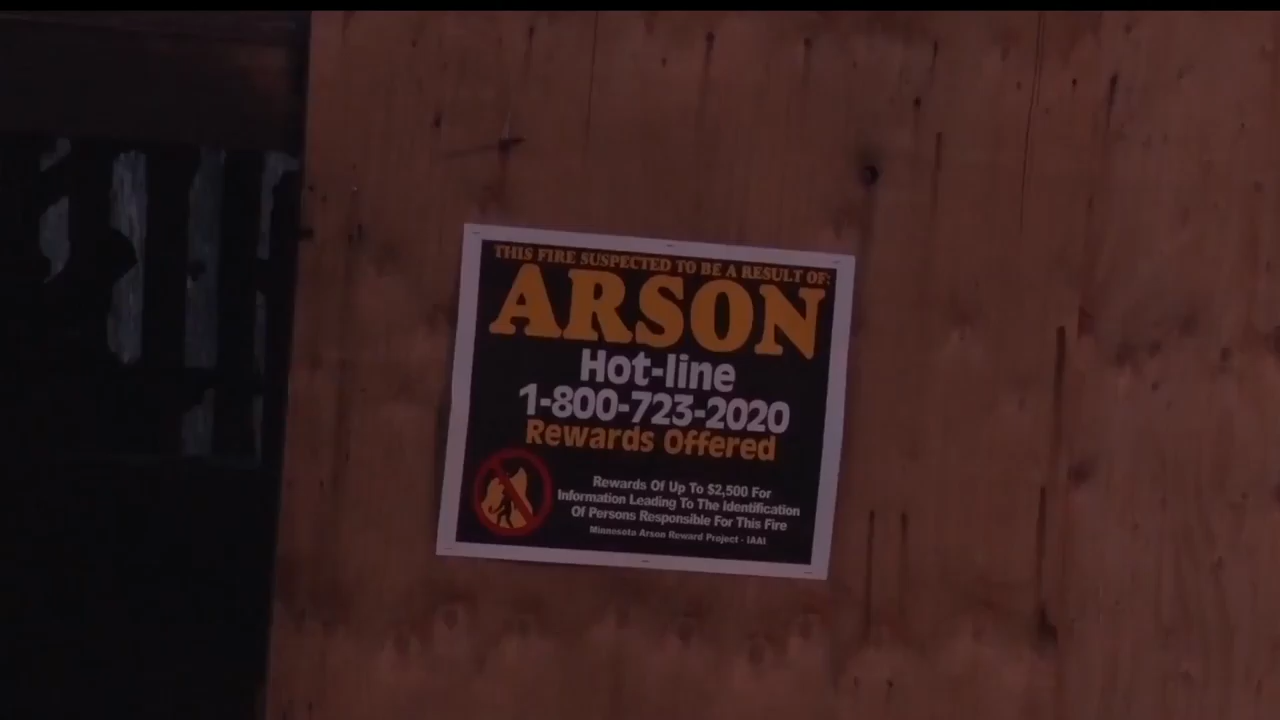 THIS FIRE SUSPECTED TO BE A RESULT OF:
ARSON
Hot-line
1-800-723-2020
Rewards Offered
Rewards Of Up To $2,500 For
Information Leading To The Identification
Of Persons Responsible For This Fire
Minnesota Arson Reward Project - IAAI